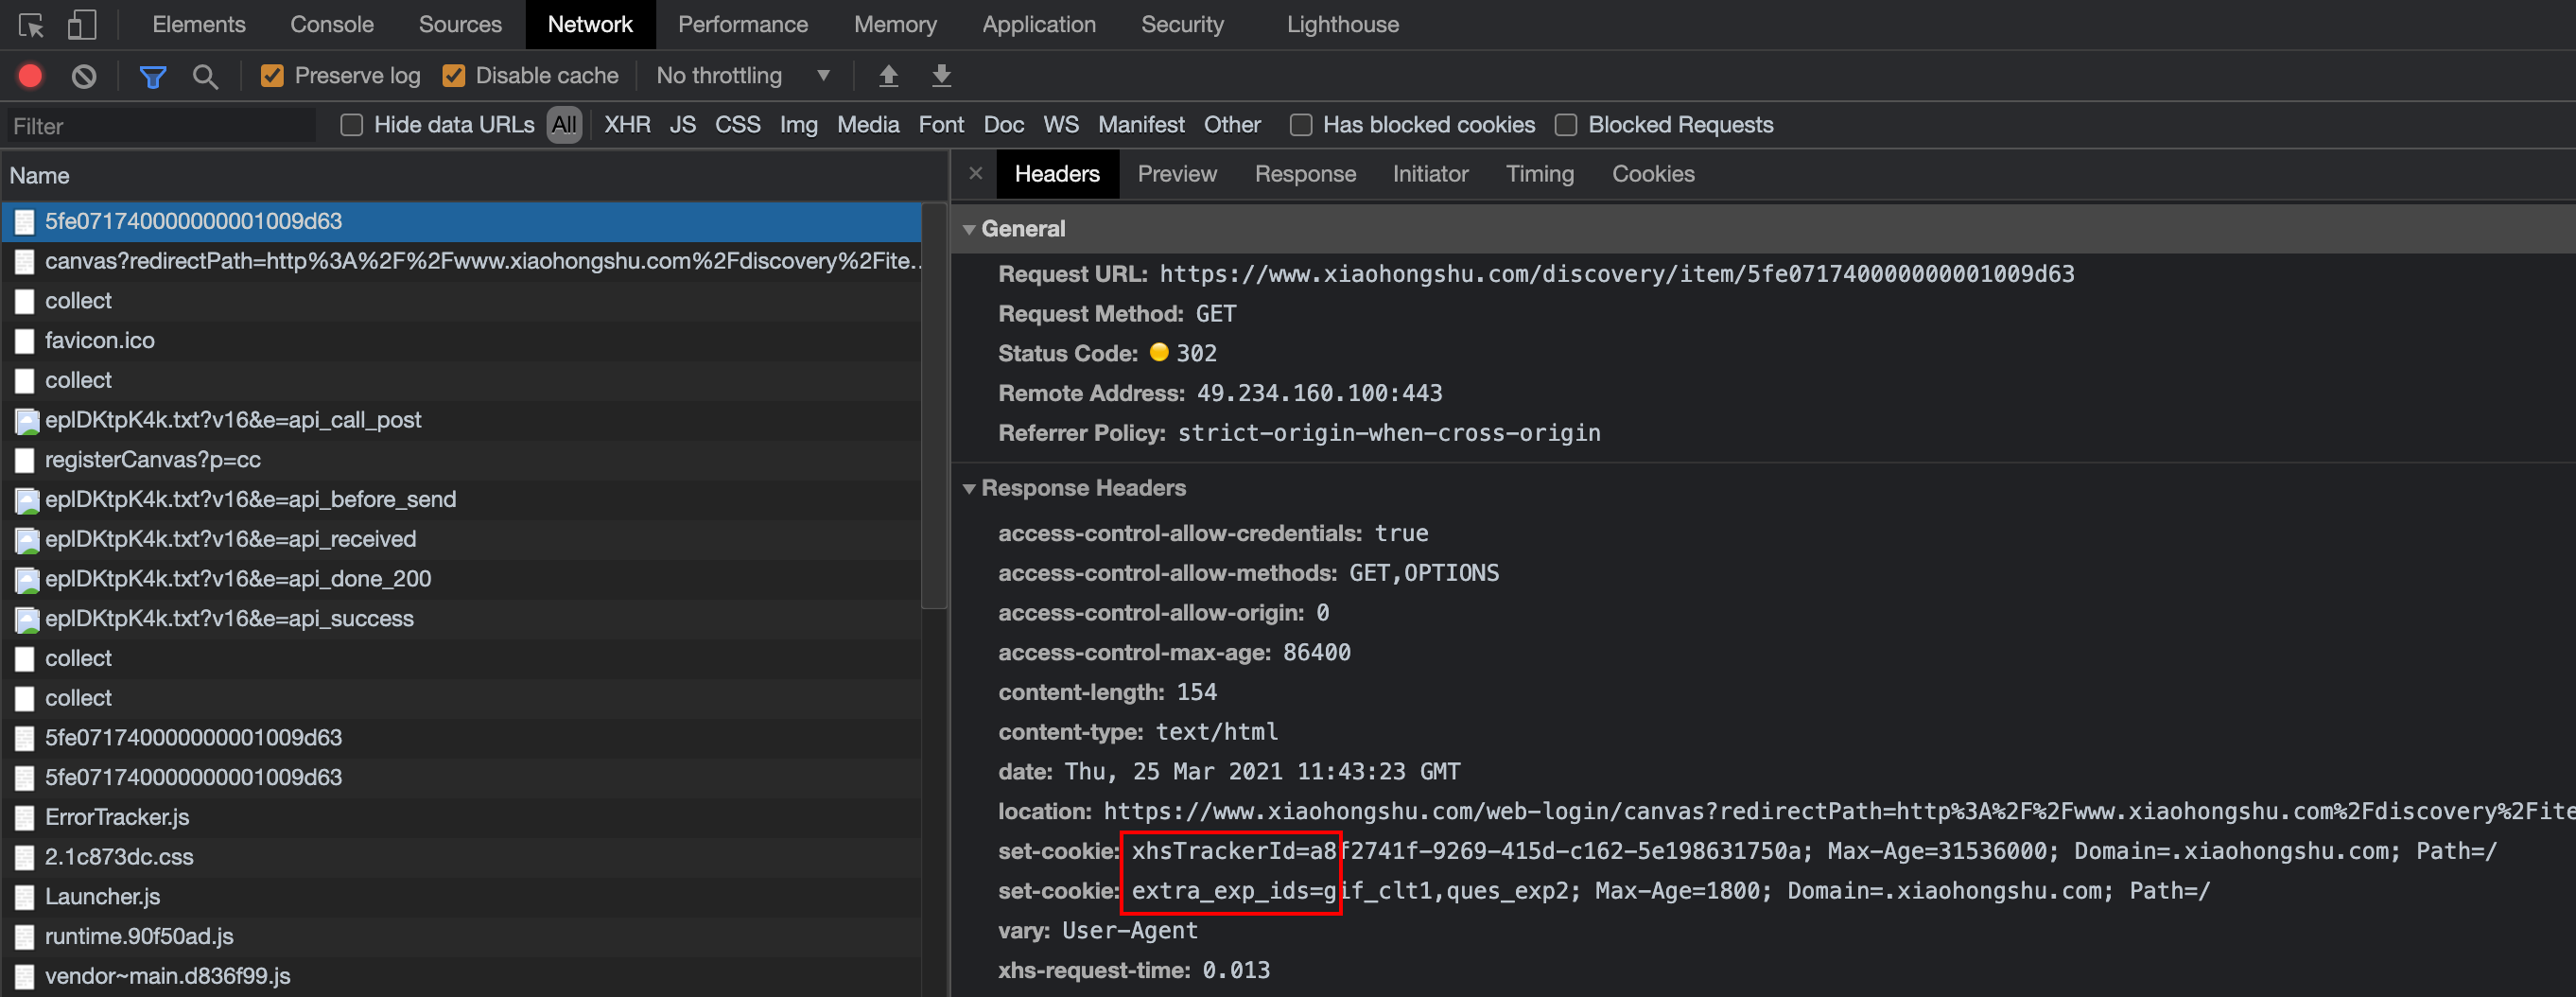 Elements Console Sources Network Performance Memory Application Security Lighthouse
Preserve log Disable cache No throttling
Filter Hide data URLs All XHR JS CSS Img Media Font Doc WS Manifest Other Has blocked cookies Blocked Requests
Name
5fe071740000000001009d63
canvas?redirectPath=http%3A%2F%2Fwww.xiaohongshu.com%2Fdiscovery%2Fite...
collect
favicon.ico
collect
eplDKtpK4k.txt?v16&e=api_call_post
registerCanvas?p=cc
eplDKtpK4k.txt?v16&e=api_before_send
eplDKtpK4k.txt?v16&e=api_received
eplDKtpK4k.txt?v16&e=api_done_200
eplDKtpK4k.txt?v16&e=api_success
collect
collect
5fe071740000000001009d63
5fe071740000000001009d63
ErrorTracker.js
2.1c873dc.css
Launcher.js
runtime.90f50ad.js
vendor~main.d836f99.js
× Headers Preview Response Initiator Timing Cookies
General
Request URL: https://www.xiaohongshu.com/discovery/item/5fe071740000000001009d63
Request Method: GET
Status Code: 302
Remote Address: 49.234.160.100:443
Referrer Policy: strict-origin-when-cross-origin
Response Headers
access-control-allow-credentials: true
access-control-allow-methods: GET,OPTIONS
access-control-allow-origin: 0
access-control-max-age: 86400
content-length: 154
content-type: text/html
date: Thu, 25 Mar 2021 11:43:23 GMT
location: https://www.xiaohongshu.com/web-login/canvas?redirectPath=http%3A%2F%2Fwww.xiaohongshu.com%2Fdiscovery%2Fite
set-cookie: xhsTrackerId=a8f2741f-9269-415d-c162-5e198631750a; Max-Age=31536000; Domain=.xiaohongshu.com; Path=/
set-cookie: extra_exp_ids=gif_clt1,ques_exp2; Max-Age=1800; Domain=.xiaohongshu.com; Path=/
vary: User-Agent
xhs-request-time: 0.013